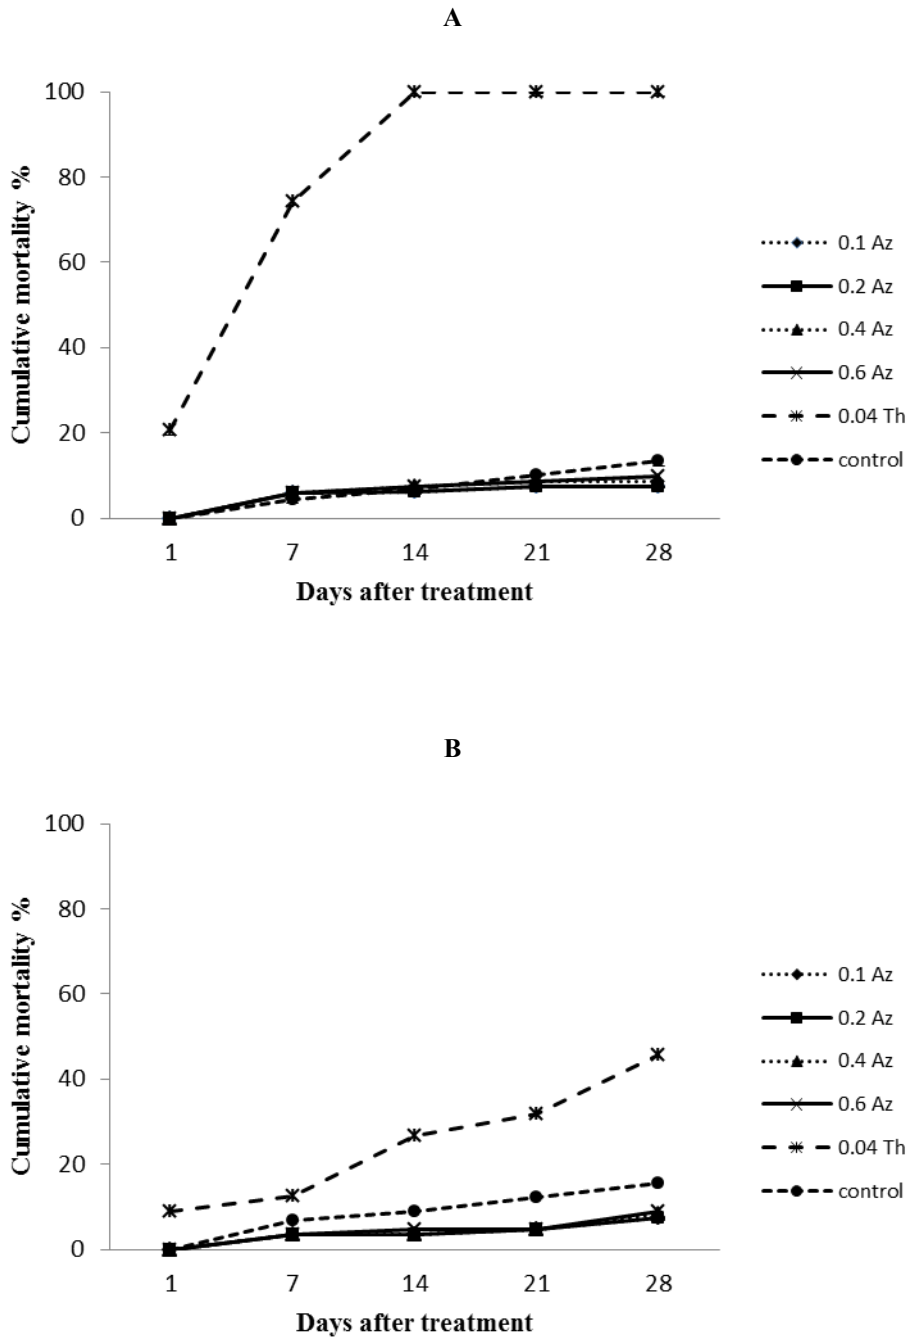 A
Cumulative mortality %
100
80
60
40
20
0
1 7 14 21 28
Days after treatment
0.1 Az
0.2 Az
0.4 Az
0.6 Az
0.04 Th
control
B
Cumulative mortality %
100
80
60
40
20
0
1 7 14 21 28
Days after treatment
0.1 Az
0.2 Az
0.4 Az
0.6 Az
0.04 Th
control